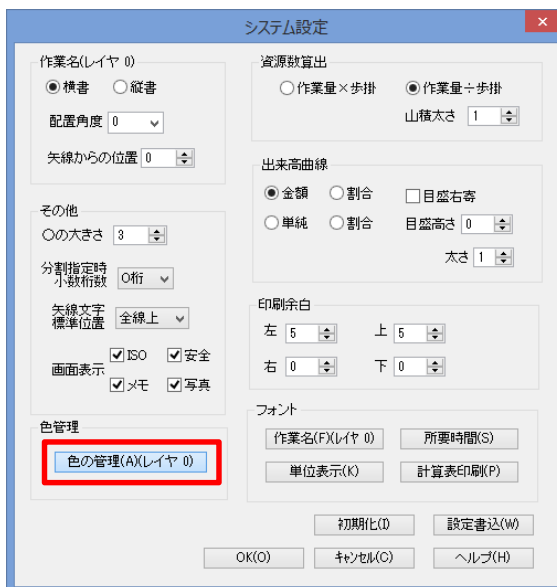 システム設定
×
作業名(レイヤ 0)
横書 縦書
配置角度 0
矢線からの位置 0
その他
〇の大きさ 3
分割指定時
小数桁数 0桁
矢線文字
標準位置 全線上
画面表示 ISO 安全
メモ 写真
色管理
色の管理(A)(レイヤ 0)
資源数算出
作業量×歩掛 作業量÷歩掛
山積太さ 1
出来高曲線
金額 割合 目盛右寄
単純 割合 目盛高さ 0
太さ 1
印刷余白
左 5 上 5
右 0 下 0
フォント
作業名(F)(レイヤ 0) 所要時間(S)
単位表示(K) 計算表印刷(P)
初期化(I) 設定書込(W)
OK(O) キャンセル(C) ヘルプ(H)